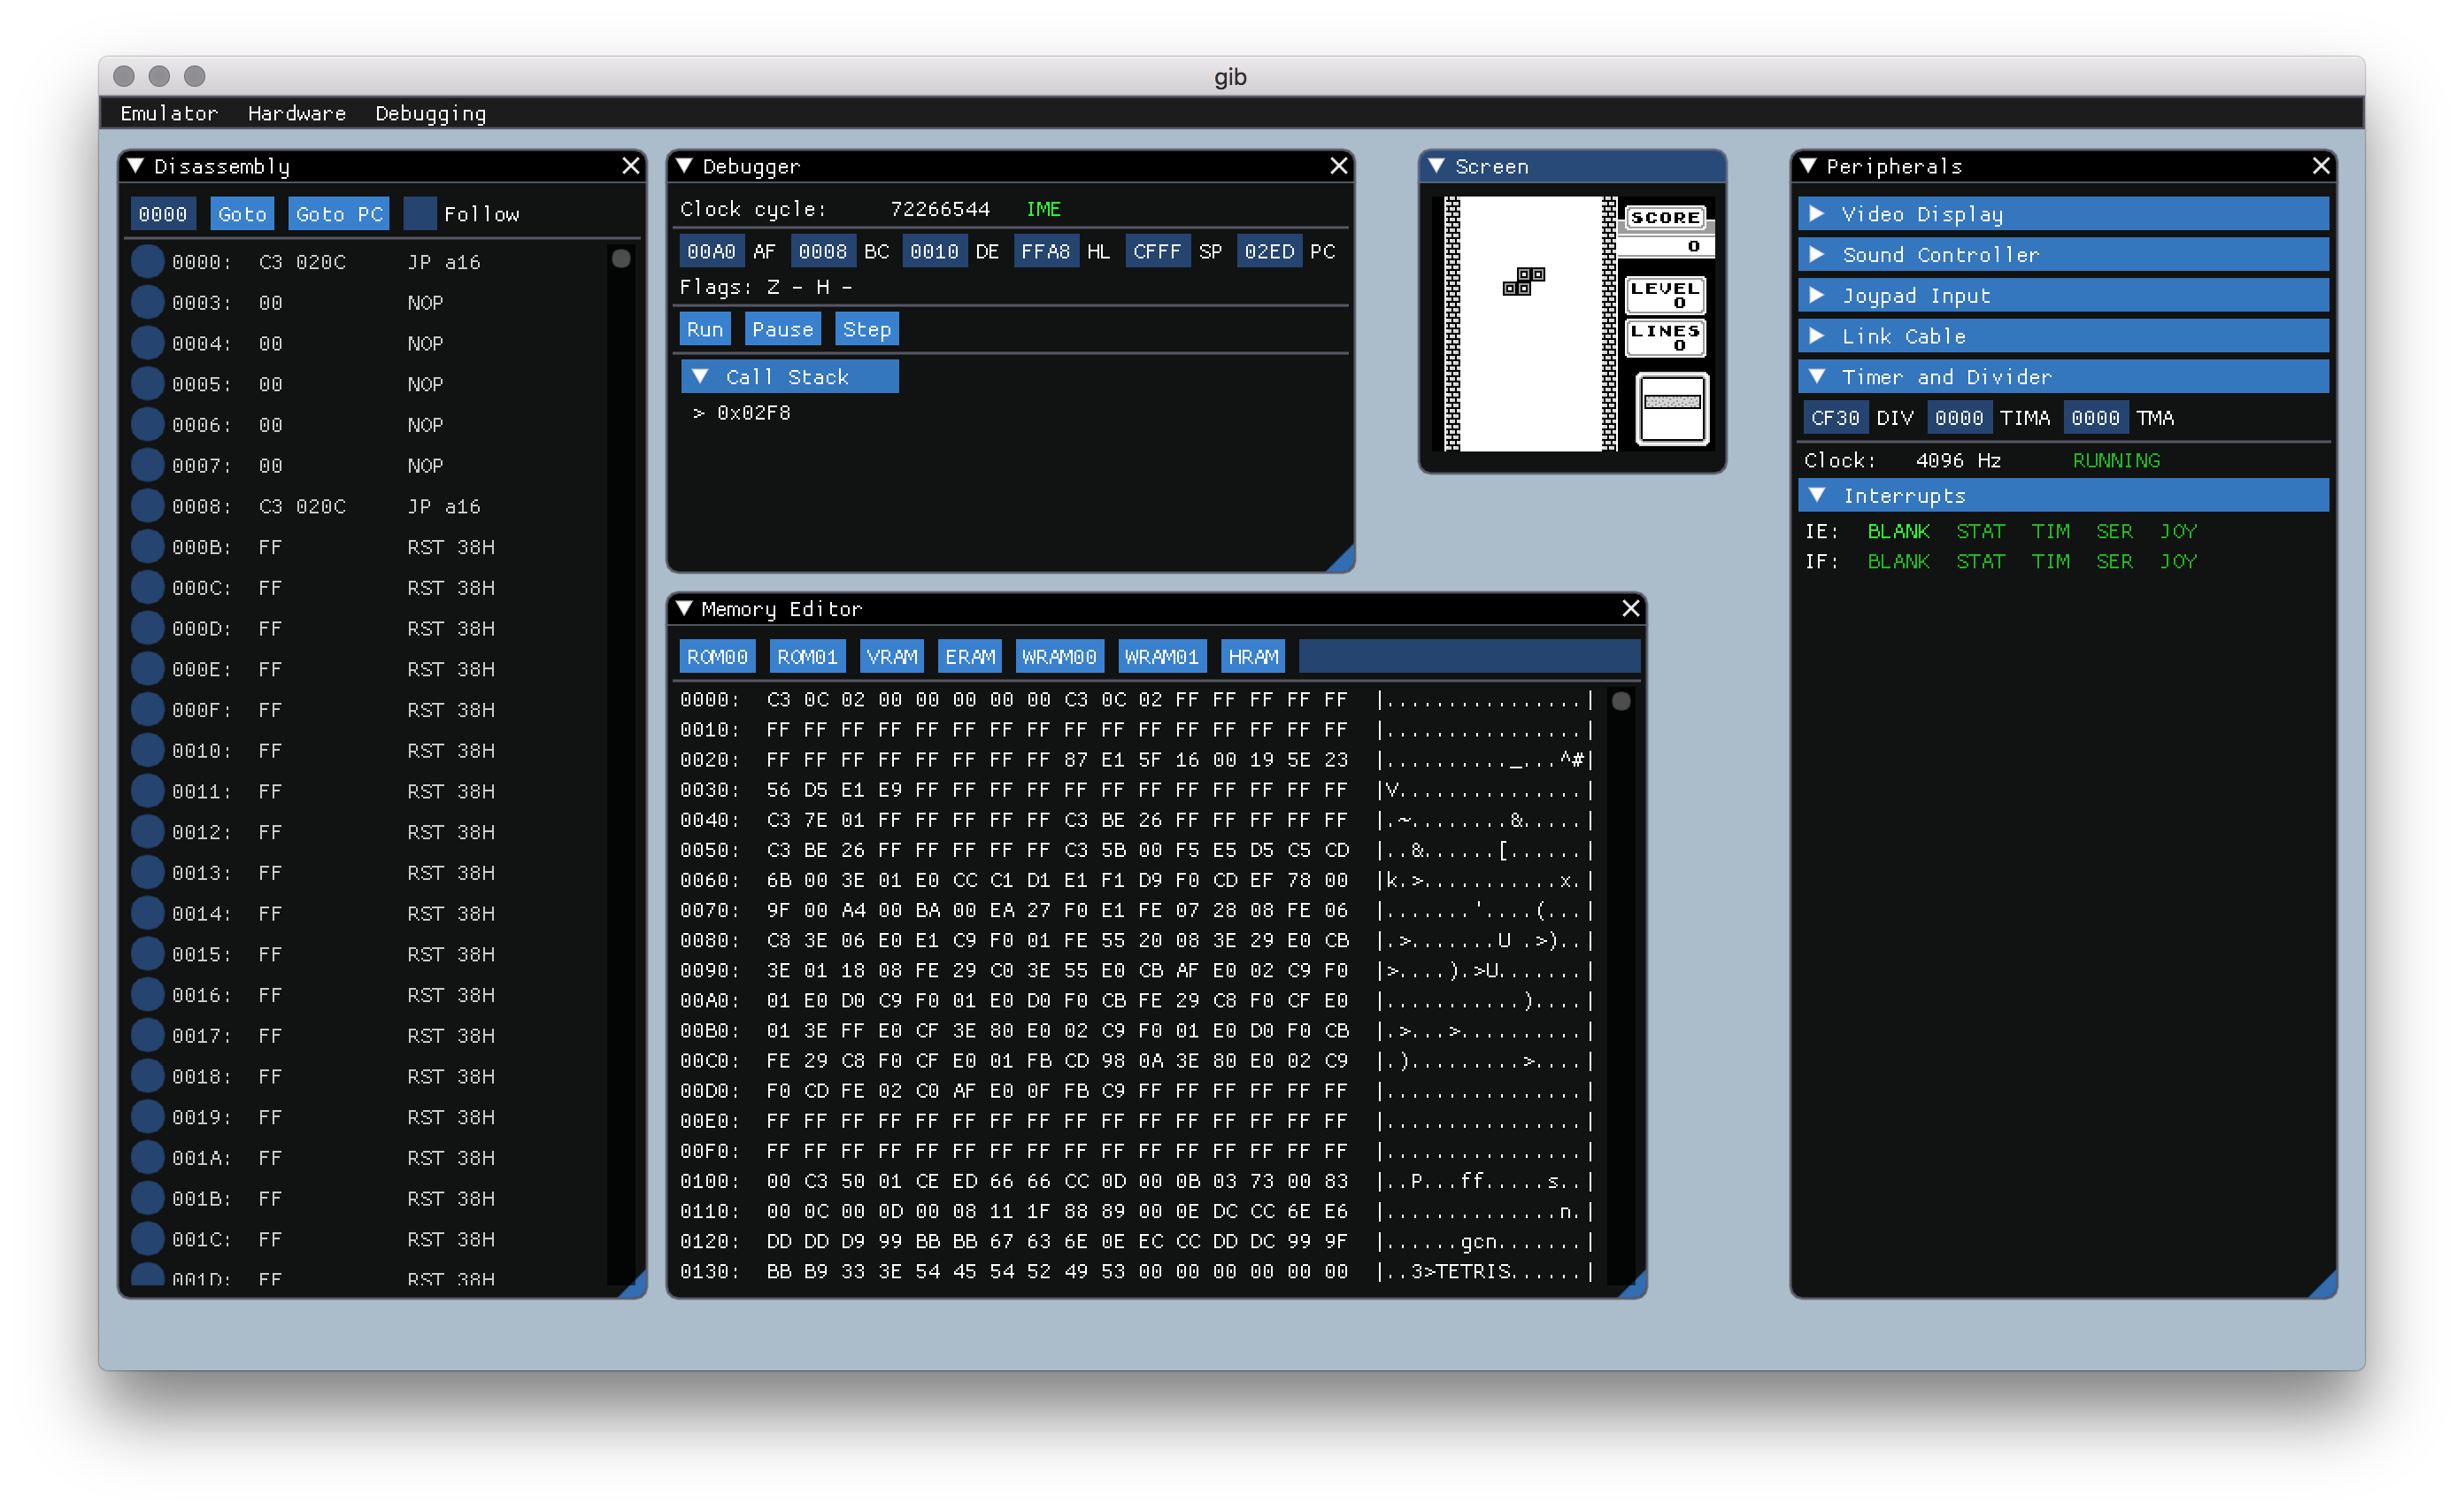 gib
Emulator Hardware Debugging
Disassembly
0000 Goto Goto PC Follow
0000: C3 020C JP a16
0003: 00 NOP
0004: 00 NOP
0005: 00 NOP
0006: 00 NOP
0007: 00 NOP
0008: C3 020C JP a16
000B: FF RST 38H
000C: FF RST 38H
000D: FF RST 38H
000E: FF RST 38H
000F: FF RST 38H
0010: FF RST 38H
0011: FF RST 38H
0012: FF RST 38H
0013: FF RST 38H
0014: FF RST 38H
0015: FF RST 38H
0016: FF RST 38H
0017: FF RST 38H
0018: FF RST 38H
0019: FF RST 38H
001A: FF RST 38H
001B: FF RST 38H
001C: FF RST 38H
001D: FF RST 38H
Debugger
Clock cycle: 72266544 IME
00A0 AF 0008 BC 0010 DE FFA8 HL CFFF SP 02ED PC
Flags: Z - H -
Run Pause Step
Call Stack
> 0x02F8
Screen
SCORE
0
LEVEL
0
LINES
0
Memory Editor
ROM00 ROM01 VRAM ERAM WRAM00 WRAM01 HRAM
0000: C3 0C 02 00 00 00 00 00 C3 0C 02 FF FF FF FF FF |................|
0010: FF FF FF FF FF FF FF FF FF FF FF FF FF FF FF FF |................|
0020: FF FF FF FF FF FF FF FF 87 E1 5F 16 00 19 5E 23 |.........._...^#|
0030: 56 D5 E1 E9 FF FF FF FF FF FF FF FF FF FF FF FF |V...............|
0040: C3 7E 01 FF FF FF FF FF C3 BE 26 FF FF FF FF FF |.~........&.....|
0050: C3 BE 26 FF FF FF FF FF C3 5B 00 F5 E5 D5 C5 CD |..&......[......|
0060: 6B 00 3E 01 E0 CC C1 D1 E1 F1 D9 F0 CD EF 78 00 |k.>...........x.|
0070: 9F 00 A4 00 BA 00 EA 27 F0 E1 FE 07 28 08 FE 06 |.......'....(...|
0080: C8 3E 06 E0 E1 C9 F0 01 FE 55 20 08 3E 29 E0 CB |.>.......U .>)..|
0090: 3E 01 18 08 FE 29 C0 3E 55 E0 CB AF E0 02 C9 F0 |>....).>U.......|
00A0: 01 E0 D0 C9 F0 01 E0 D0 F0 CB FE 29 C8 F0 CF E0 |...........)....|
00B0: 01 3E FF E0 CF 3E 80 E0 02 C9 F0 01 E0 D0 F0 CB |.>...>..........|
00C0: FE 29 C8 F0 CF E0 01 FB CD 98 0A 3E 80 E0 02 C9 |.).........>....|
00D0: F0 CD FE 02 C0 AF E0 0F FB C9 FF FF FF FF FF FF |................|
00E0: FF FF FF FF FF FF FF FF FF FF FF FF FF FF FF FF |................|
00F0: FF FF FF FF FF FF FF FF FF FF FF FF FF FF FF FF |................|
0100: 00 C3 50 01 CE ED 66 66 CC 0D 00 0B 03 73 00 83 |..P...ff.....s..|
0110: 00 0C 00 0D 00 08 11 1F 88 89 00 0E DC CC 6E E6 |..............n.|
0120: DD DD D9 99 BB BB 67 63 6E 0E EC CC DD DC 99 9F |......gcn.......|
0130: BB B9 33 3E 54 45 54 52 49 53 00 00 00 00 00 00 |..3>TETRIS......|
Peripherals
Video Display
Sound Controller
Joypad Input
Link Cable
Timer and Divider
CF30 DIV 0000 TIMA 0000 TMA
Clock: 4096 Hz RUNNING
Interrupts
IE: BLANK STAT TIM SER JOY
IF: BLANK STAT TIM SER JOY